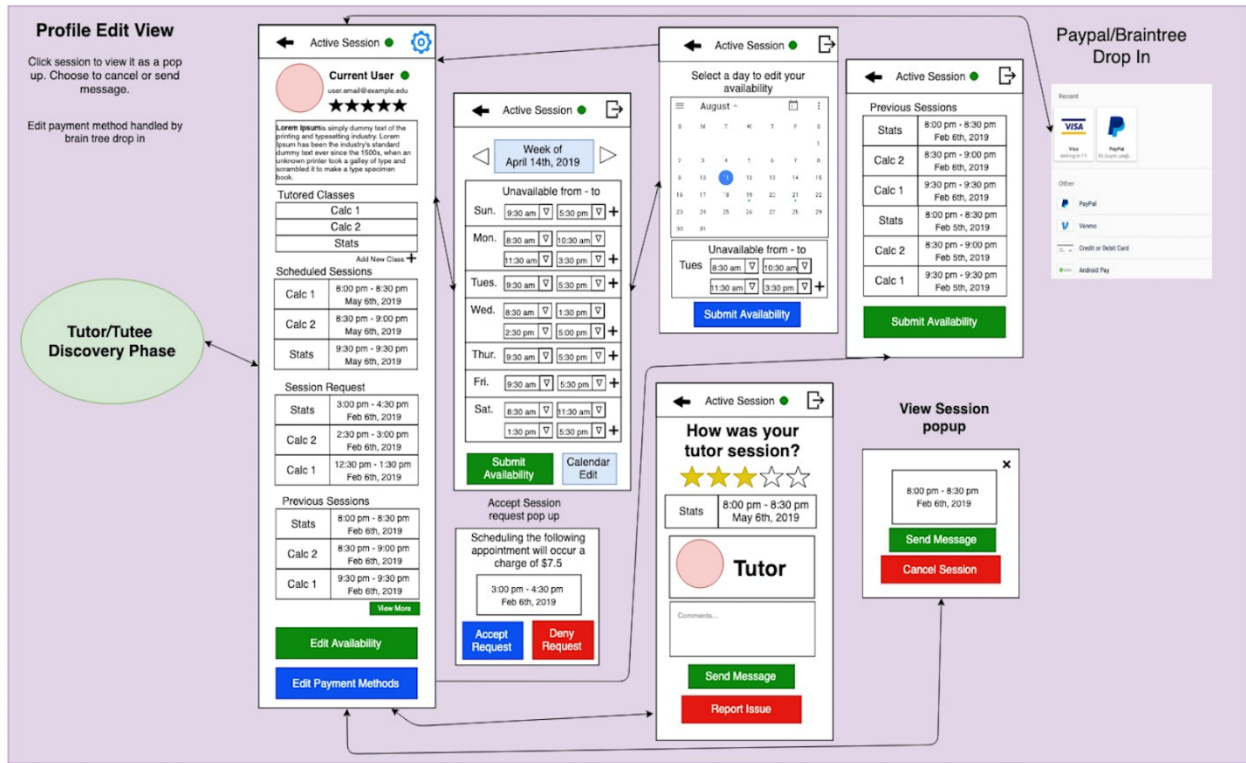 Profile Edit View
Click session to view it as a pop
up. Choose to cancel or send
message.
Edit payment method handled by
brain tree drop in
Tutor/Tutee
Discovery Phase
Active Session
Current User
user.email@example.edu
Lorem Ipsumis simply dummy text of the
printing and typesetting industry. Lorem
Ipsum has been the industry's standard
dummy text ever since the 1500s, when an
unknown printer took a galley of type and
scrambled it to make a type specimen
book.
Tutored Classes
Calc 1
Calc 2
Stats
Add New Class +
Scheduled Sessions
Calc 1 8:00 pm - 8:30 pm
May 6th, 2019
Calc 2 8:30 pm - 9:00 pm
May 6th, 2019
Stats 9:30 pm - 9:30 pm
May 6th, 2019
Session Request
Stats 3:00 pm - 4:30 pm
Feb 6th, 2019
Calc 2 2:30 pm - 3:00 pm
Feb 6th, 2019
Calc 1 12:30 pm - 1:30 pm
Feb 6th, 2019
Previous Sessions
Stats 8:00 pm - 8:30 pm
Feb 6th, 2019
Calc 2 8:30 pm - 9:00 pm
Feb 6th, 2019
Calc 1 9:30 pm - 9:30 pm
Feb 6th, 2019
View More
Edit Availability
Edit Payment Methods
Active Session
Week of
April 14th, 2019
Unavailable from - to
Sun. 9:30 am 5:30 pm +
Mon. 8:30 am 10:30 am
11:30 am 3:30 pm +
Tues. 9:30 am 5:30 pm +
Wed. 8:30 am 1:30 pm
2:30 pm 5:00 pm +
Thur. 9:30 am 5:30 pm +
Fri. 9:30 am 5:30 pm +
Sat. 8:30 am 11:30 am
1:30 pm 5:30 pm +
Submit
Availability
Calendar
Edit
Accept Session
request pop up
Scheduling the following
appointment will occur a
charge of $7.5
3:00 pm - 4:30 pm
Feb 6th, 2019
Accept
Request
Deny
Request
Active Session
Select a day to edit your
availability
August
S M T W T F S
1
2 3 4 5 6 7 8
9 10 11 12 13 14 15
16 17 18 19 20 21 22
23 24 25 26 27 28 29
30 31
Unavailable from - to
Tues 8:30 am 10:30 am
11:30 am 3:30 pm +
Submit Availability
Active Session
Previous Sessions
Stats 8:00 pm - 8:30 pm
Feb 6th, 2019
Calc 2 8:30 pm - 9:00 pm
Feb 6th, 2019
Calc 1 9:30 pm - 9:30 pm
Feb 6th, 2019
Stats 8:00 pm - 8:30 pm
Feb 5th, 2019
Calc 2 8:30 pm - 9:00 pm
Feb 5th, 2019
Calc 1 9:30 pm - 9:30 pm
Feb 5th, 2019
Submit Availability
Active Session
How was your
tutor session?
Stats 8:00 pm - 8:30 pm
May 6th, 2019
Tutor
Comments...
Send Message
Report Issue
View Session
popup
×
8:00 pm - 8:30 pm
Feb 6th, 2019
Send Message
Cancel Session
Paypal/Braintree
Drop In
Recent
VISA
Visa
ending in 11
PayPal
Other
PayPal
Venmo
Credit or Debit Card
Android Pay